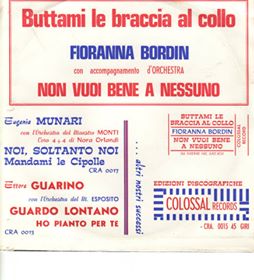 Buttami le braccia al collo
FIORANNA BORDIN
con accompagnamento d'ORCHESTRA
NON VUOI BENE A NESSUNO
Eugenio MUNARI
con l'Orchestra del Maestro MONTI
Coro 4+4 di Nora Orlandi
NOI, SOLTANTO NOI
Mandami le Cipolle
CRA 0017
Ettore GUARINO
con l'Orchestra del M. ESPOSITO
GUARDO LONTANO
HO PIANTO PER TE
CRA 0013
...altri nostri successi
BUTTAMI LE
BRACCIA AL COLLO
FIORANNA BORDIN
NON VUOI BENE
A NESSUNO
COLOSSAL
RECORD
EDIZIONI DISCOGRAFICHE
COLOSSAL RECORDS
- CRA. 0015 45 GIRI